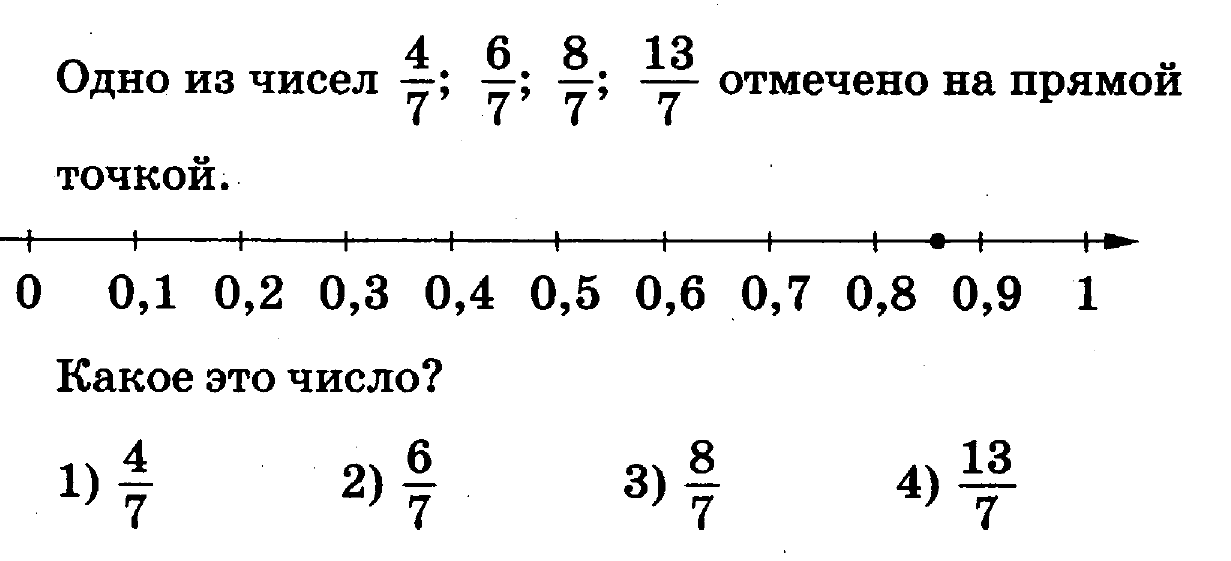 Одно из чисел 4/7; 6/7; 8/7; 13/7 отмечено на прямой
точкой.
0 0,1 0,2 0,3 0,4 0,5 0,6 0,7 0,8 0,9 1
Какое это число?
1) 4/7 2) 6/7 3) 8/7 4) 13/7